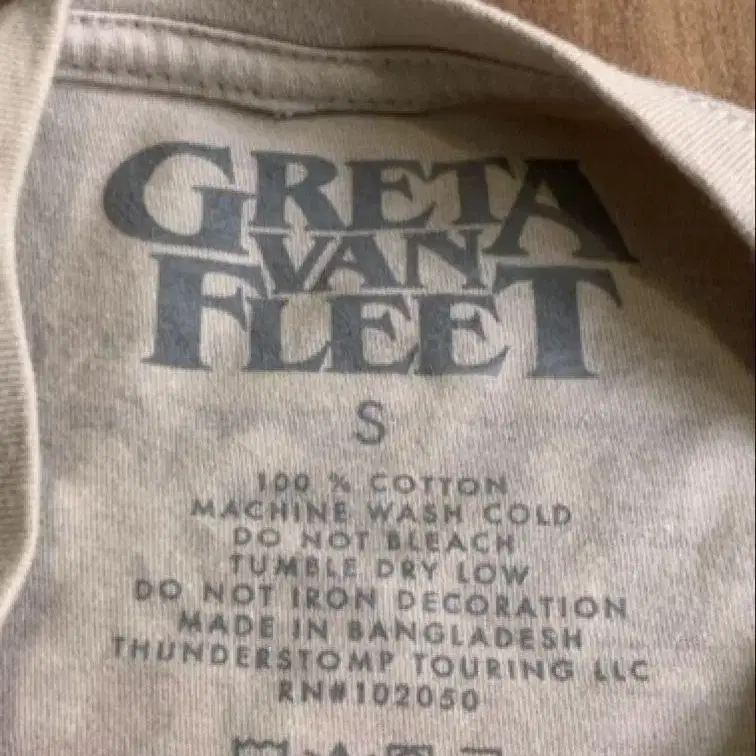 GRETA
VAN
FLEET
S
100 % COTTON
MACHINE WASH COLD
DO NOT BLEACH
TUMBLE DRY LOW
DO NOT IRON DECORATION
MADE IN BANGLADESH
THUNDERSTOMP TOURING LLC
RN#102050